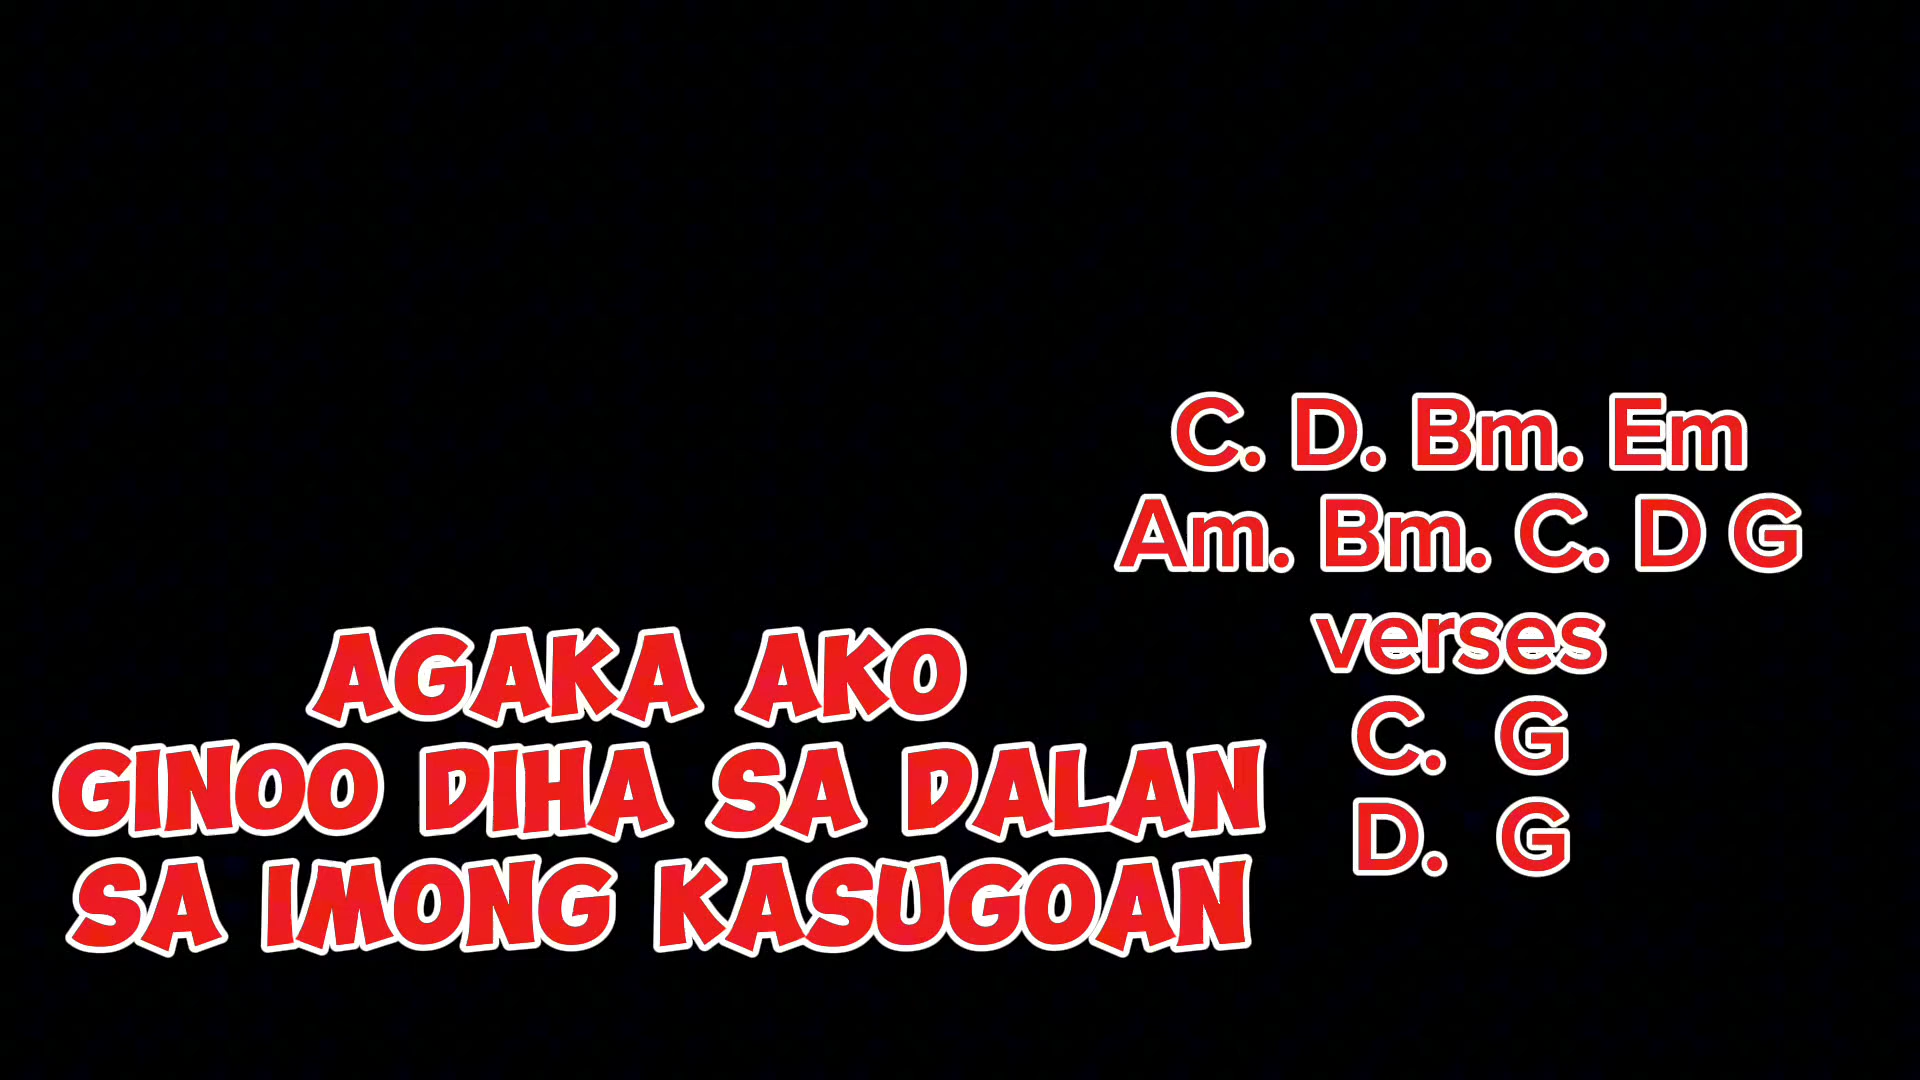 C. D. Bm. Em
Am. Bm. C. D G
verses
C. G
D. G
AGAKA AKO
GINOO DIHA SA DALAN
SA IMONG KASUGOAN